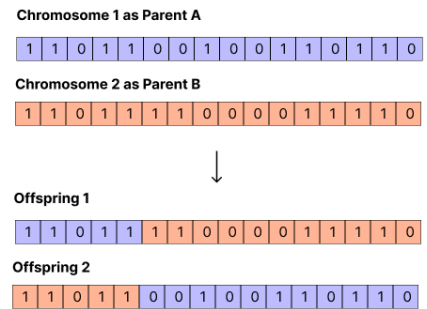 Chromosome 1 as Parent A
1 1 0 1 1 0 0 1 0 0 1 1 0 1 1 0
Chromosome 2 as Parent B
1 1 0 1 1 1 1 0 0 0 0 1 1 1 1 0
Offspring 1
1 1 0 1 1 1 1 0 0 0 0 1 1 1 1 0
Offspring 2
1 1 0 1 1 0 0 1 0 0 1 1 0 1 1 0